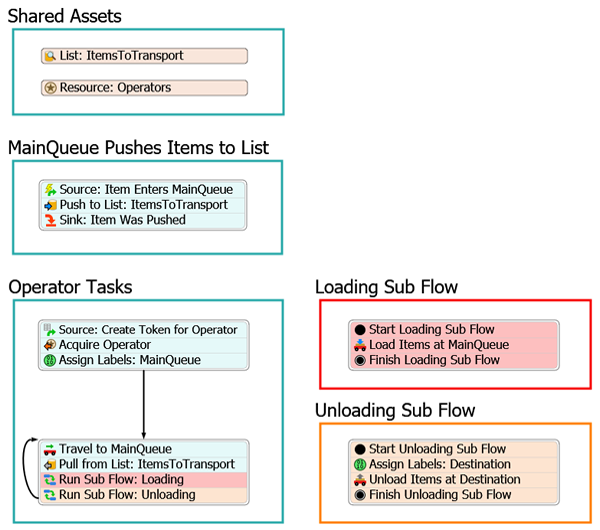 Shared Assets
List: ItemsToTransport
Resource: Operators
MainQueue Pushes Items to List
Source: Item Enters MainQueue
Push to List: ItemsToTransport
Sink: Item Was Pushed
Operator Tasks
Source: Create Token for Operator
Acquire Operator
Assign Labels: MainQueue
Travel to MainQueue
Pull from List: ItemsToTransport
Run Sub Flow: Loading
Run Sub Flow: Unloading
Loading Sub Flow
Start Loading Sub Flow
Load Items at MainQueue
Finish Loading Sub Flow
Unloading Sub Flow
Start Unloading Sub Flow
Assign Labels: Destination
Unload Items at Destination
Finish Unloading Sub Flow